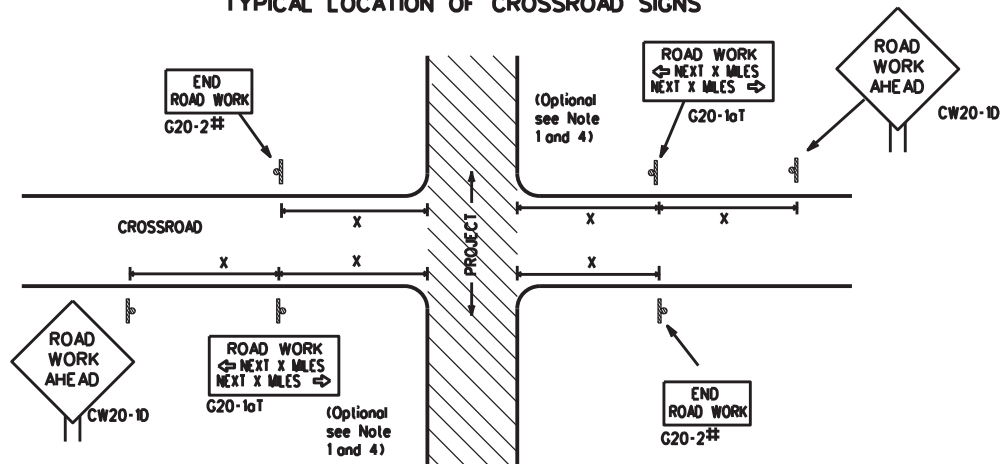 TYPICAL LOCATION OF CROSSROAD SIGNS
END
ROAD WORK
G20-2#
(Optional
see Note
1 and 4)
ROAD WORK
⇦ NEXT X MILES
NEXT X MILES ⇨
G20-1aT
ROAD
WORK
AHEAD
CW20-1D
CROSSROAD
X
X
X
PROJECT
X
X
X
ROAD
WORK
AHEAD
CW20-1D
ROAD WORK
⇦ NEXT X MILES
NEXT X MILES ⇨
G20-1aT
(Optional
see Note
1 and 4)
END
ROAD WORK
G20-2#